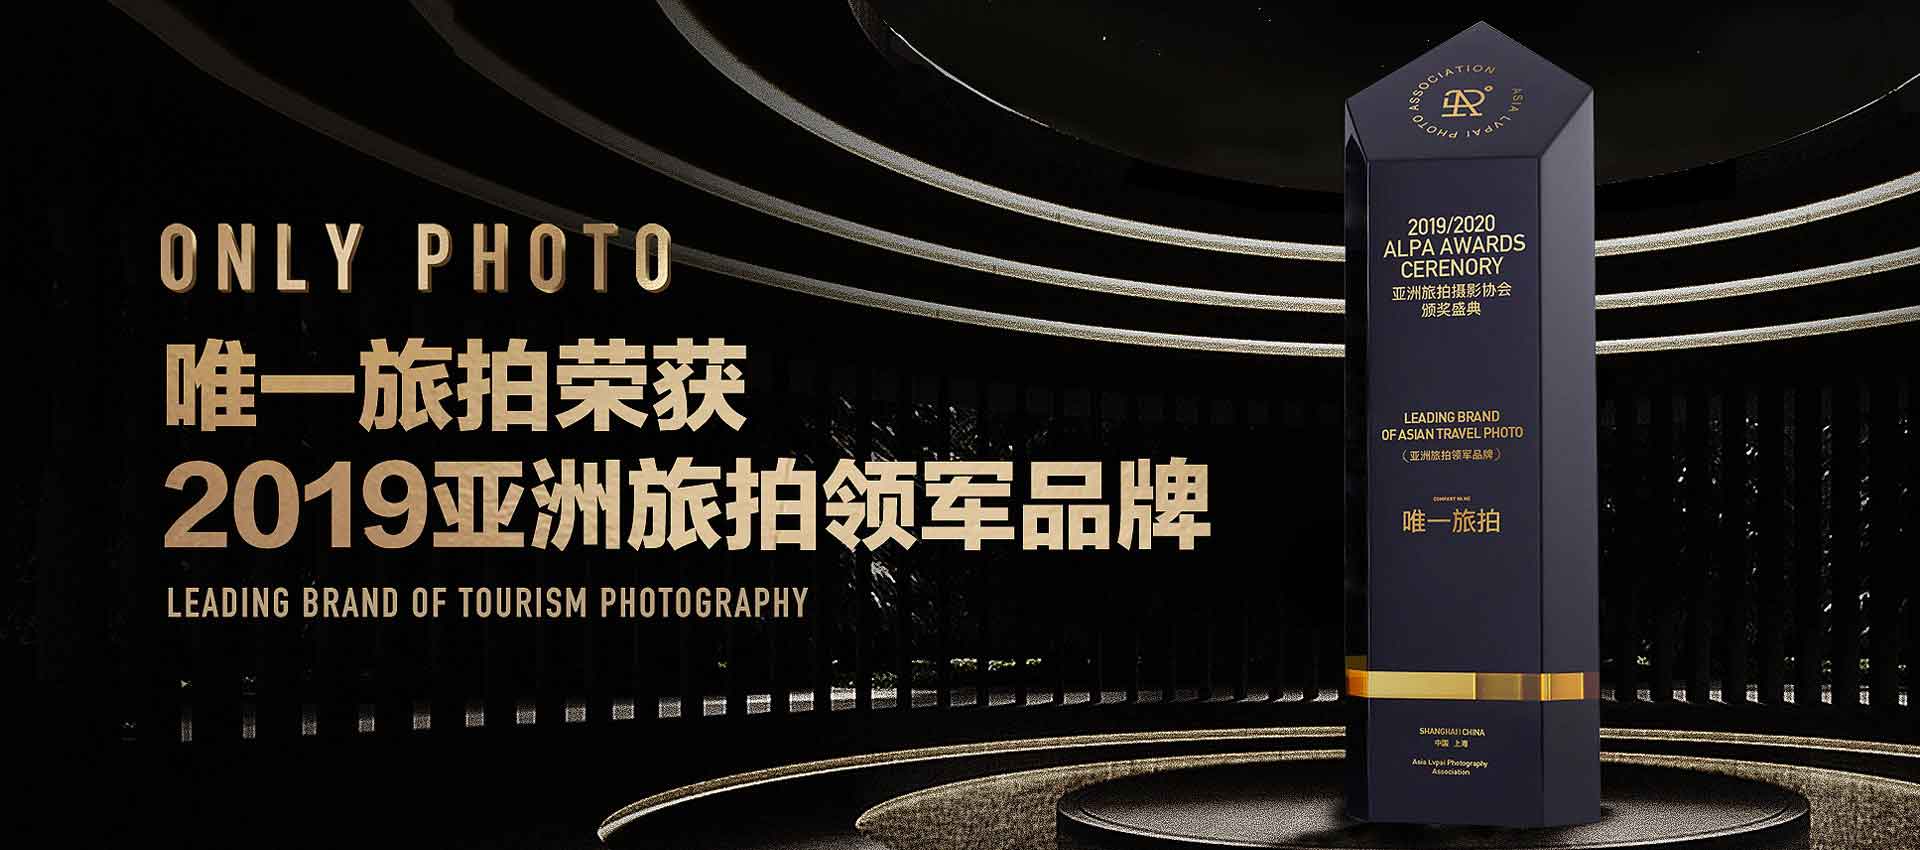 ONLY PHOTO
唯一旅拍荣获
2019亚洲旅拍领军品牌
LEADING BRAND OF TOURISM PHOTOGRAPHY
ASIA LVPAI PHOTO ASSOCIATION
2019/2020
ALPA AWARDS
CERENORY
亚洲旅拍摄影协会
颁奖盛典
LEADING BRAND
OF ASIAN TRAVEL PHOTO
(亚洲旅拍领军品牌)
唯一旅拍
CHINA
中国 上海
Asia Lvpai Photography
Association